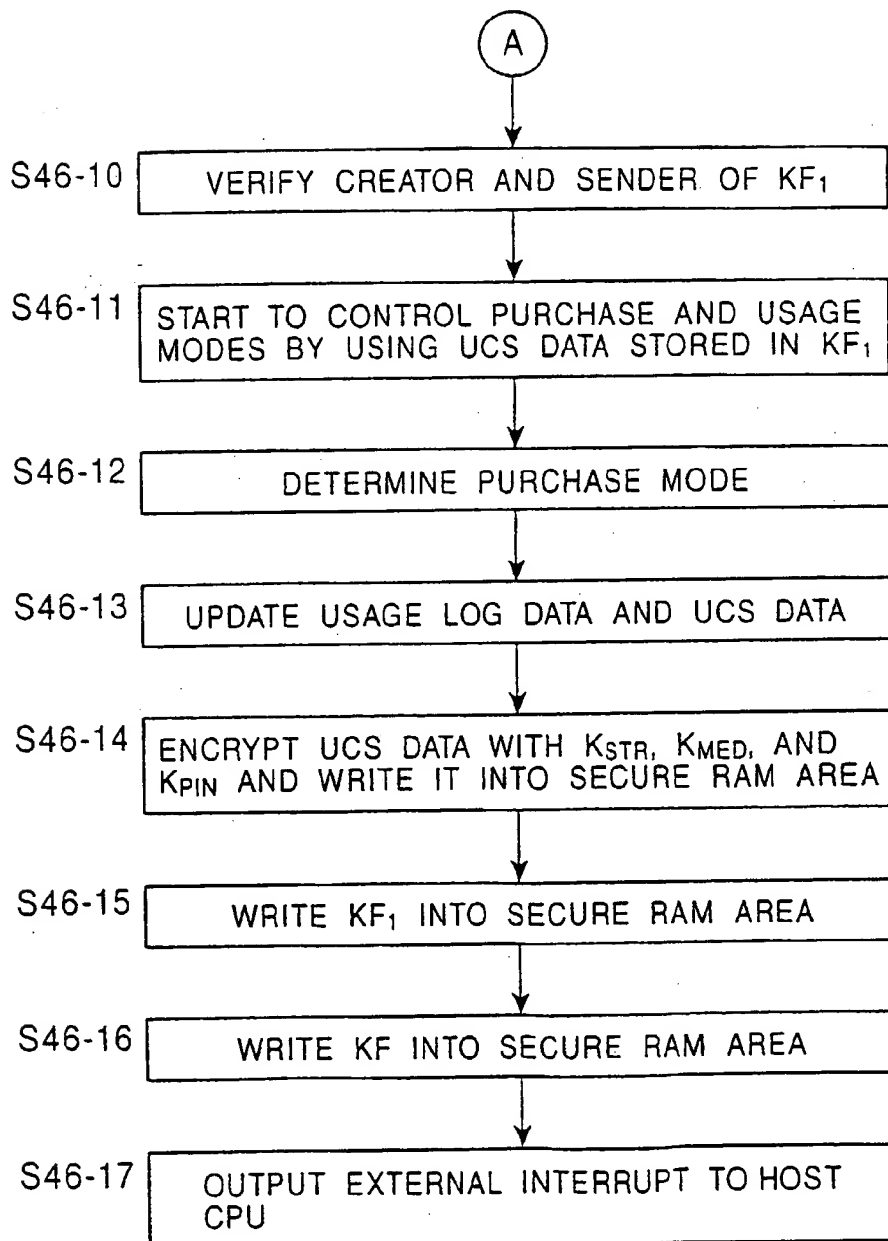 A
S46-10
VERIFY CREATOR AND SENDER OF KF₁
S46-11
START TO CONTROL PURCHASE AND USAGE
MODES BY USING UCS DATA STORED IN KF₁
S46-12
DETERMINE PURCHASE MODE
S46-13
UPDATE USAGE LOG DATA AND UCS DATA
S46-14
ENCRYPT UCS DATA WITH KSTR, KMED, AND
KPIN AND WRITE IT INTO SECURE RAM AREA
S46-15
WRITE KF₁ INTO SECURE RAM AREA
S46-16
WRITE KF INTO SECURE RAM AREA
S46-17
OUTPUT EXTERNAL INTERRUPT TO HOST
CPU